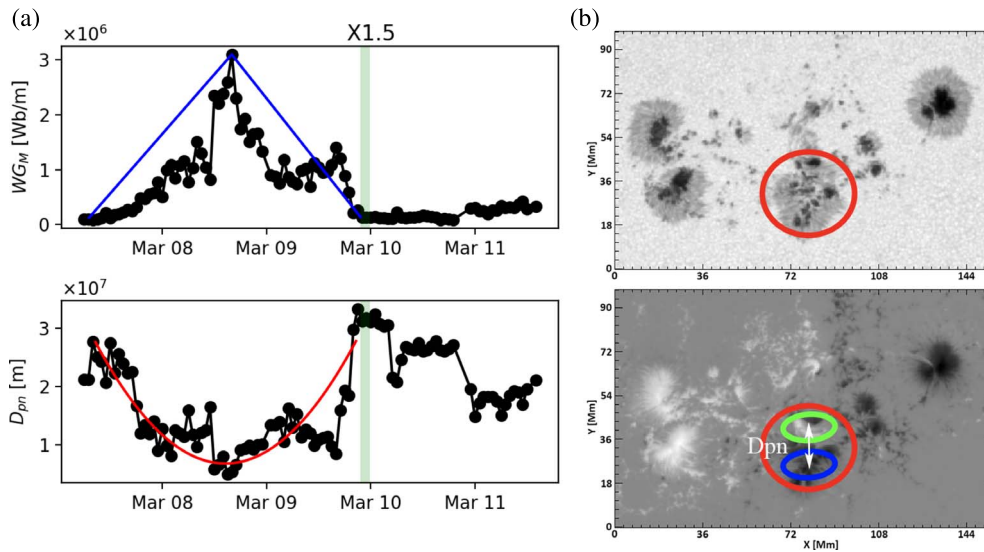 (a)
×10⁶
X1.5
WG_M [Wb/m]
3
2
1
0
Mar 08
Mar 09
Mar 10
Mar 11
×10⁷
D_pn [m]
3
2
1
Mar 08
Mar 09
Mar 10
Mar 11
(b)
Y [Mm]
90
72
54
36
18
0
0
36
72
108
144
Y [Mm]
90
72
54
36
18
0
Dpn
0
36
72
108
144
X [Mm]